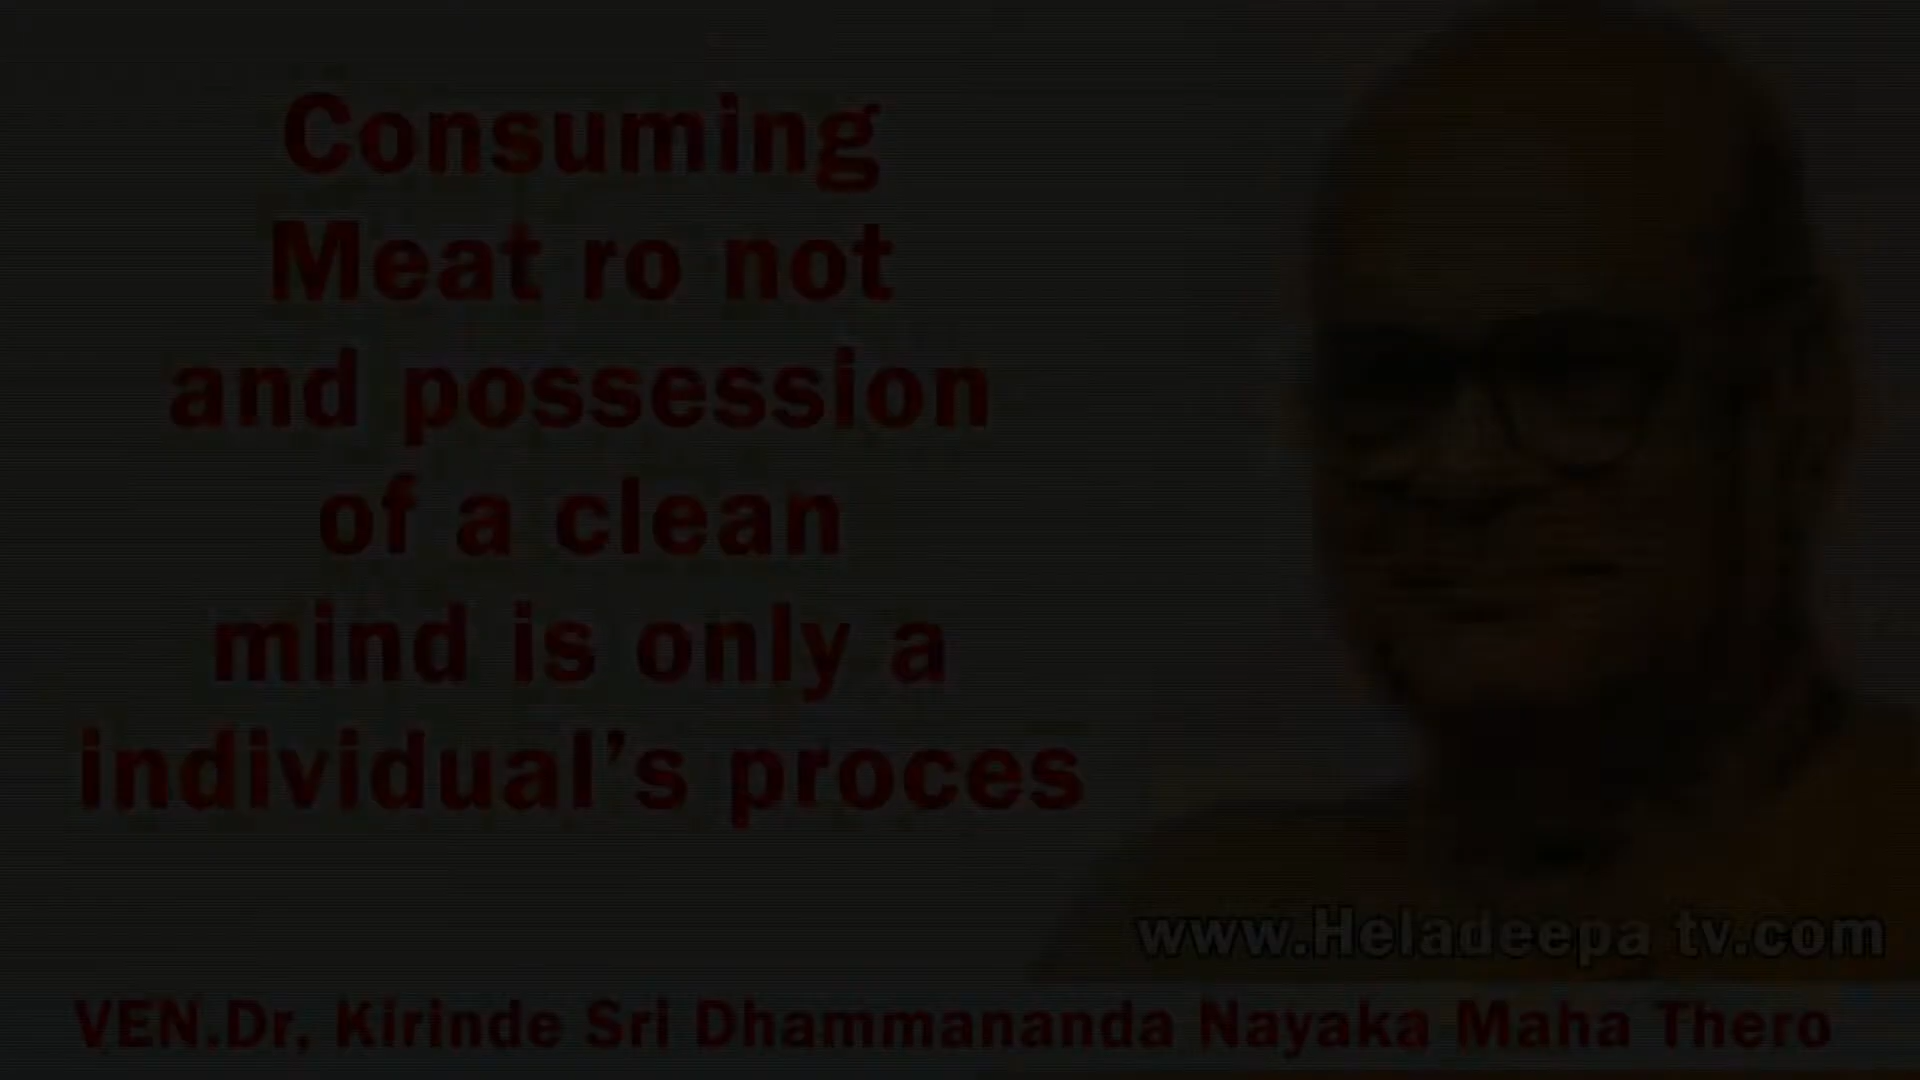 Consuming
Meat ro not
and possession
of a clean
mind is only a
individual's proces
www.Heladeepa tv.com
VEN.Dr, Kirinde Sri Dhammananda Nayaka Maha Thero